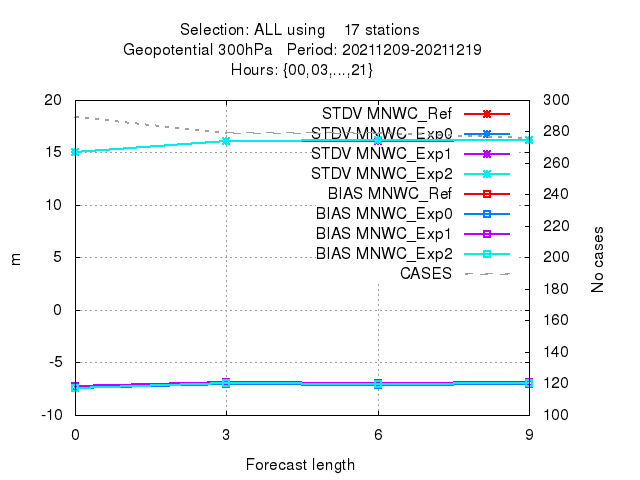 Selection: ALL using    17 stations
Geopotential 300hPa   Period: 20211209-20211219
Hours: {00,03,...,21}
20
15
10
5
0
-5
-10
m
STDV MNWC_Ref
STDV MNWC_Exp0
STDV MNWC_Exp1
STDV MNWC_Exp2
BIAS MNWC_Ref
BIAS MNWC_Exp0
BIAS MNWC_Exp1
BIAS MNWC_Exp2
CASES
300
280
260
240
220
200
180
160
140
120
100
No cases
0
3
6
9
Forecast length